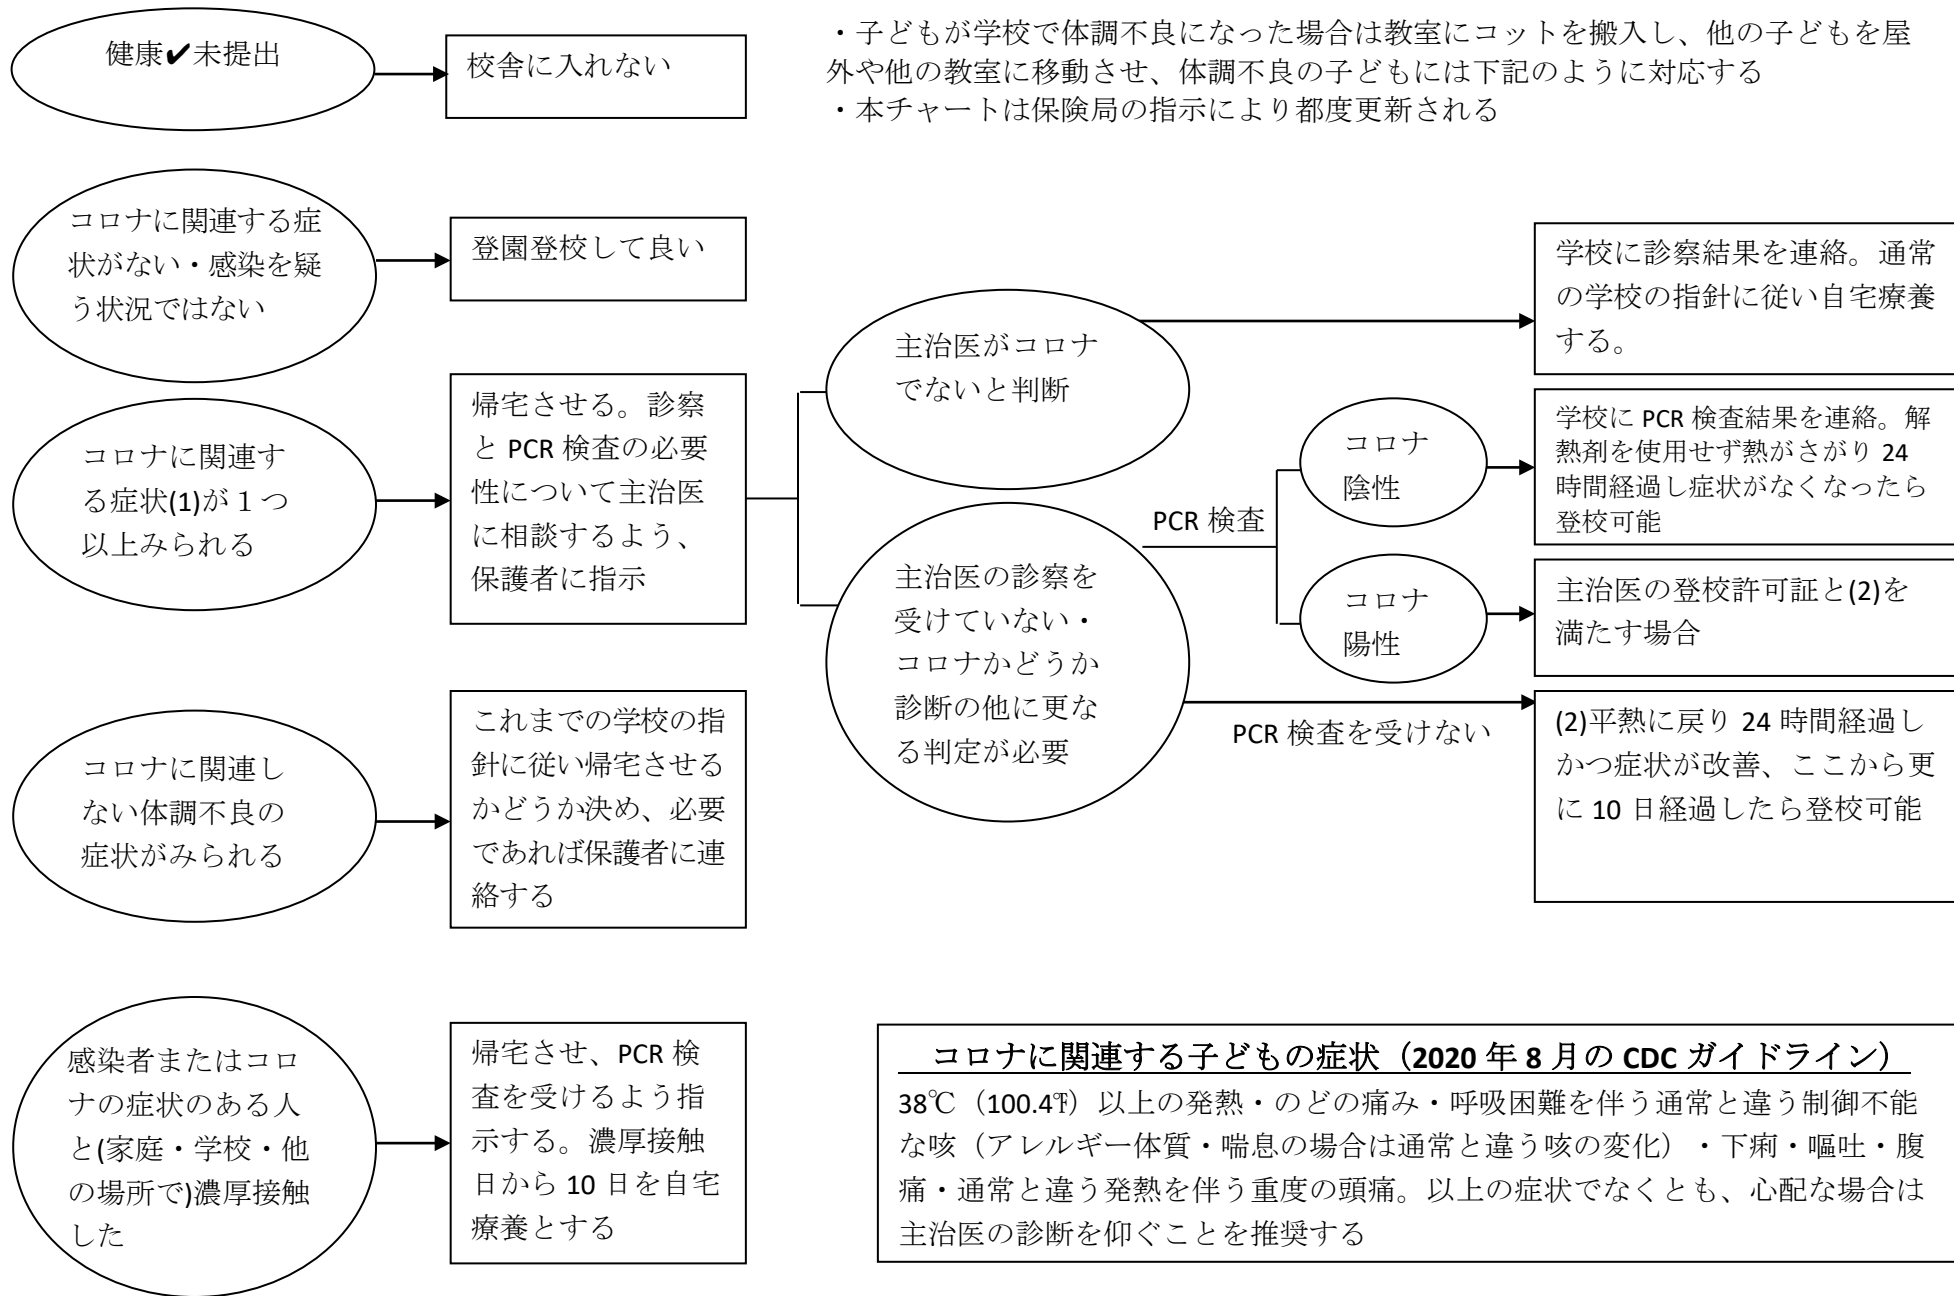 健康✔未提出
校舎に入れない
・子どもが学校で体調不良になった場合は教室にコットを搬入し、他の子どもを屋
外や他の教室に移動させ、体調不良の子どもには下記のように対応する
・本チャートは保険局の指示により都度更新される
コロナに関連する症
状がない・感染を疑
う状況ではない
登園登校して良い
コロナに関連す
る症状(1)が１つ
以上みられる
帰宅させる。診察
と PCR 検査の必要
性について主治医
に相談するよう、
保護者に指示
主治医がコロナ
でないと判断
学校に診察結果を連絡。通常
の学校の指針に従い自宅療養
する。
主治医の診察を
受けていない・
コロナかどうか
診断の他に更な
る判定が必要
PCR 検査
コロナ
陰性
学校に PCR 検査結果を連絡。解
熱剤を使用せず熱がさがり 24
時間経過し症状がなくなったら
登校可能
コロナ
陽性
主治医の登校許可証と(2)を
満たす場合
PCR 検査を受けない
(2)平熱に戻り 24 時間経過し
かつ症状が改善、ここから更
に 10 日経過したら登校可能
コロナに関連し
ない体調不良の
症状がみられる
これまでの学校の指
針に従い帰宅させる
かどうか決め、必要
であれば保護者に連
絡する
感染者またはコロ
ナの症状のある人
と(家庭・学校・他
の場所で)濃厚接触
した
帰宅させ、PCR 検
査を受けるよう指
示する。濃厚接触
日から 10 日を自宅
療養とする
コロナに関連する子どもの症状（2020 年 8 月の CDC ガイドライン）
38℃（100.4℉）以上の発熱・のどの痛み・呼吸困難を伴う通常と違う制御不能
な咳（アレルギー体質・喘息の場合は通常と違う咳の変化）・下痢・嘔吐・腹
痛・通常と違う発熱を伴う重度の頭痛。以上の症状でなくとも、心配な場合は
主治医の診断を仰ぐことを推奨する